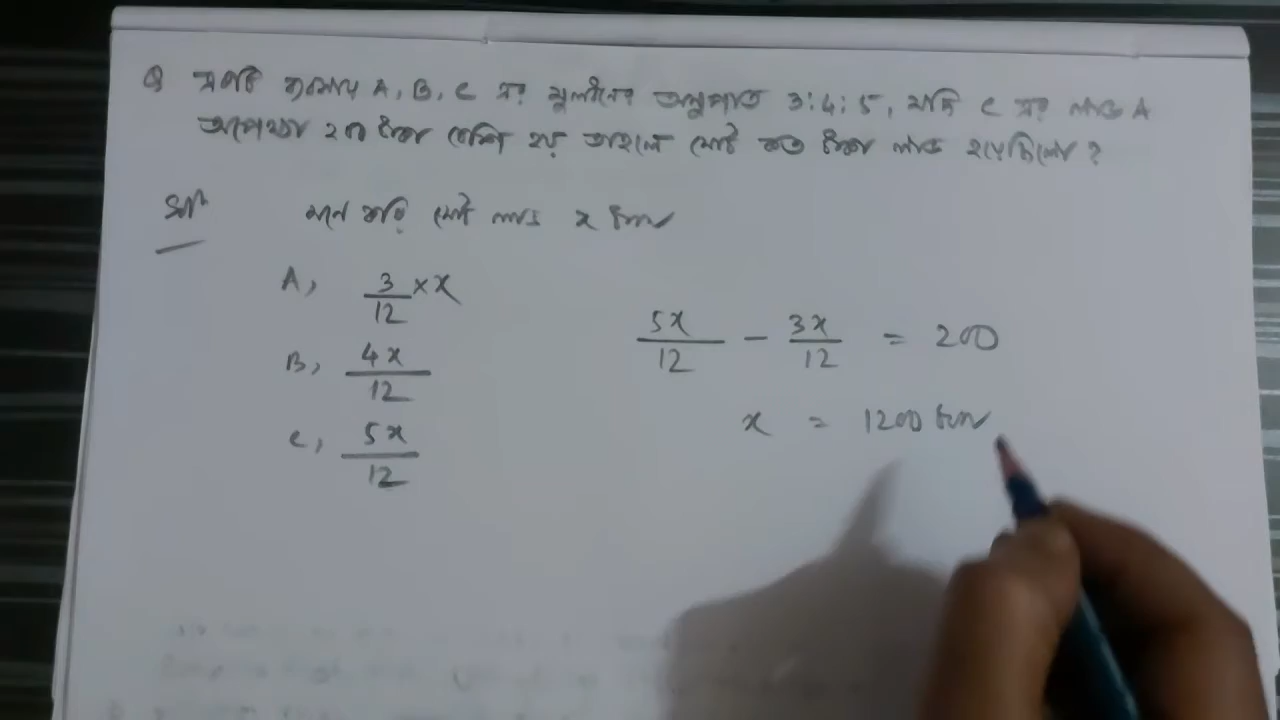 Q একটি ব্যবসায় A, B, C এর মূলধনের অনুপাত 3:4:5, যদি C এর লাভ A
অপেক্ষা 200 টাকা বেশি হয় তাহলে মোট কত টাকা লাভ হয়েছিলো ?
Solⁿ মনে করি মোট লাভ x টাকা
A, 3/12 × x
B, 4x/12
C, 5x/12
5x/12 - 3x/12 = 200
x = 1200 টাকা